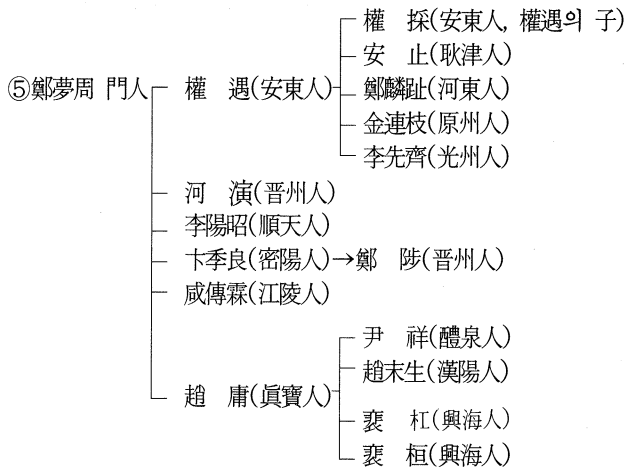 權 採(安東人, 權遇의 子)
安 止(耽津人)
⑤鄭夢周 門人 權 遇(安東人) 鄭麟趾(河東人)
金連枝(原州人)
李先齊(光州人)
河 演(晋州人)
李陽昭(順天人)
卞季良(密陽人)→鄭 陟(晋州人)
咸傳霖(江陵人)
尹 祥(醴泉人)
趙末生(漢陽人)
趙 庸(眞寶人)
裵 杠(興海人)
裵 桓(興海人)